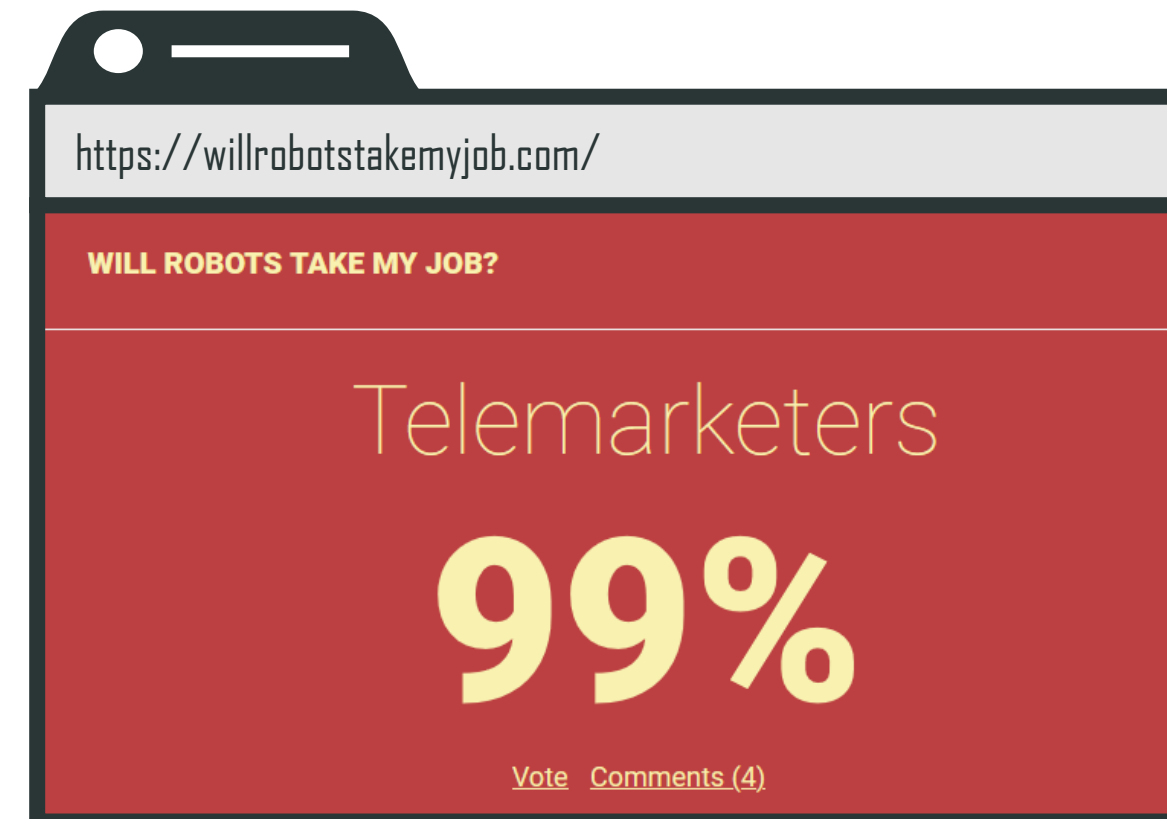 https://willrobotstakemyjob.com/
WILL ROBOTS TAKE MY JOB?
Telemarketers
99%
Vote Comments (4)